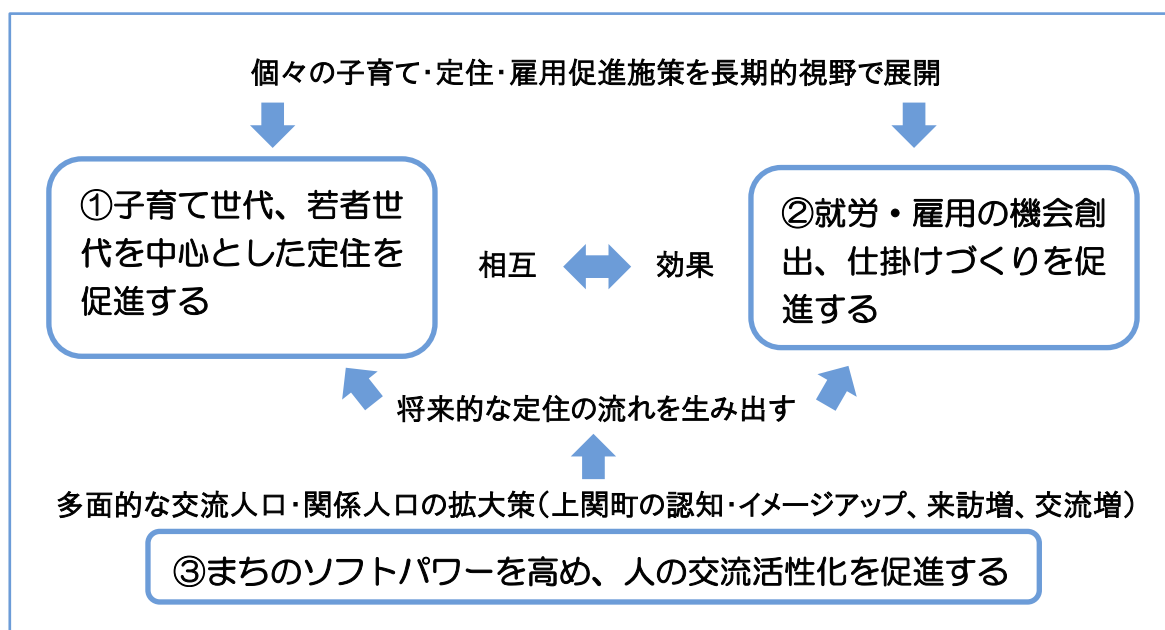 個々の子育て・定住・雇用促進施策を長期的視野で展開
①子育て世代、若者世
代を中心とした定住を
促進する
相互
効果
②就労・雇用の機会創
出、仕掛けづくりを促
進する
将来的な定住の流れを生み出す
多面的な交流人口・関係人口の拡大策（上関町の認知・イメージアップ、来訪増、交流増）
③まちのソフトパワーを高め、人の交流活性化を促進する